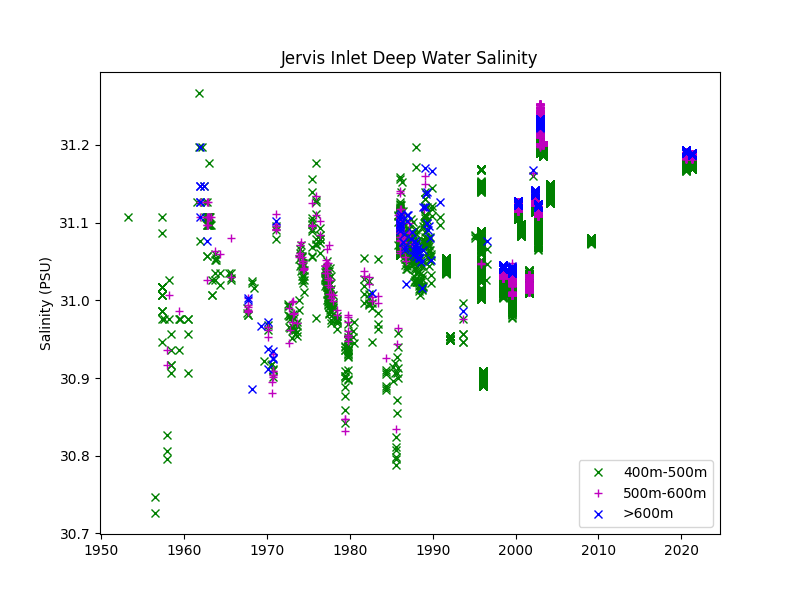 Jervis Inlet Deep Water Salinity
Salinity (PSU)
31.2
31.1
31.0
30.9
30.8
30.7
1950 1960 1970 1980 1990 2000 2010 2020
400m-500m
500m-600m
>600m